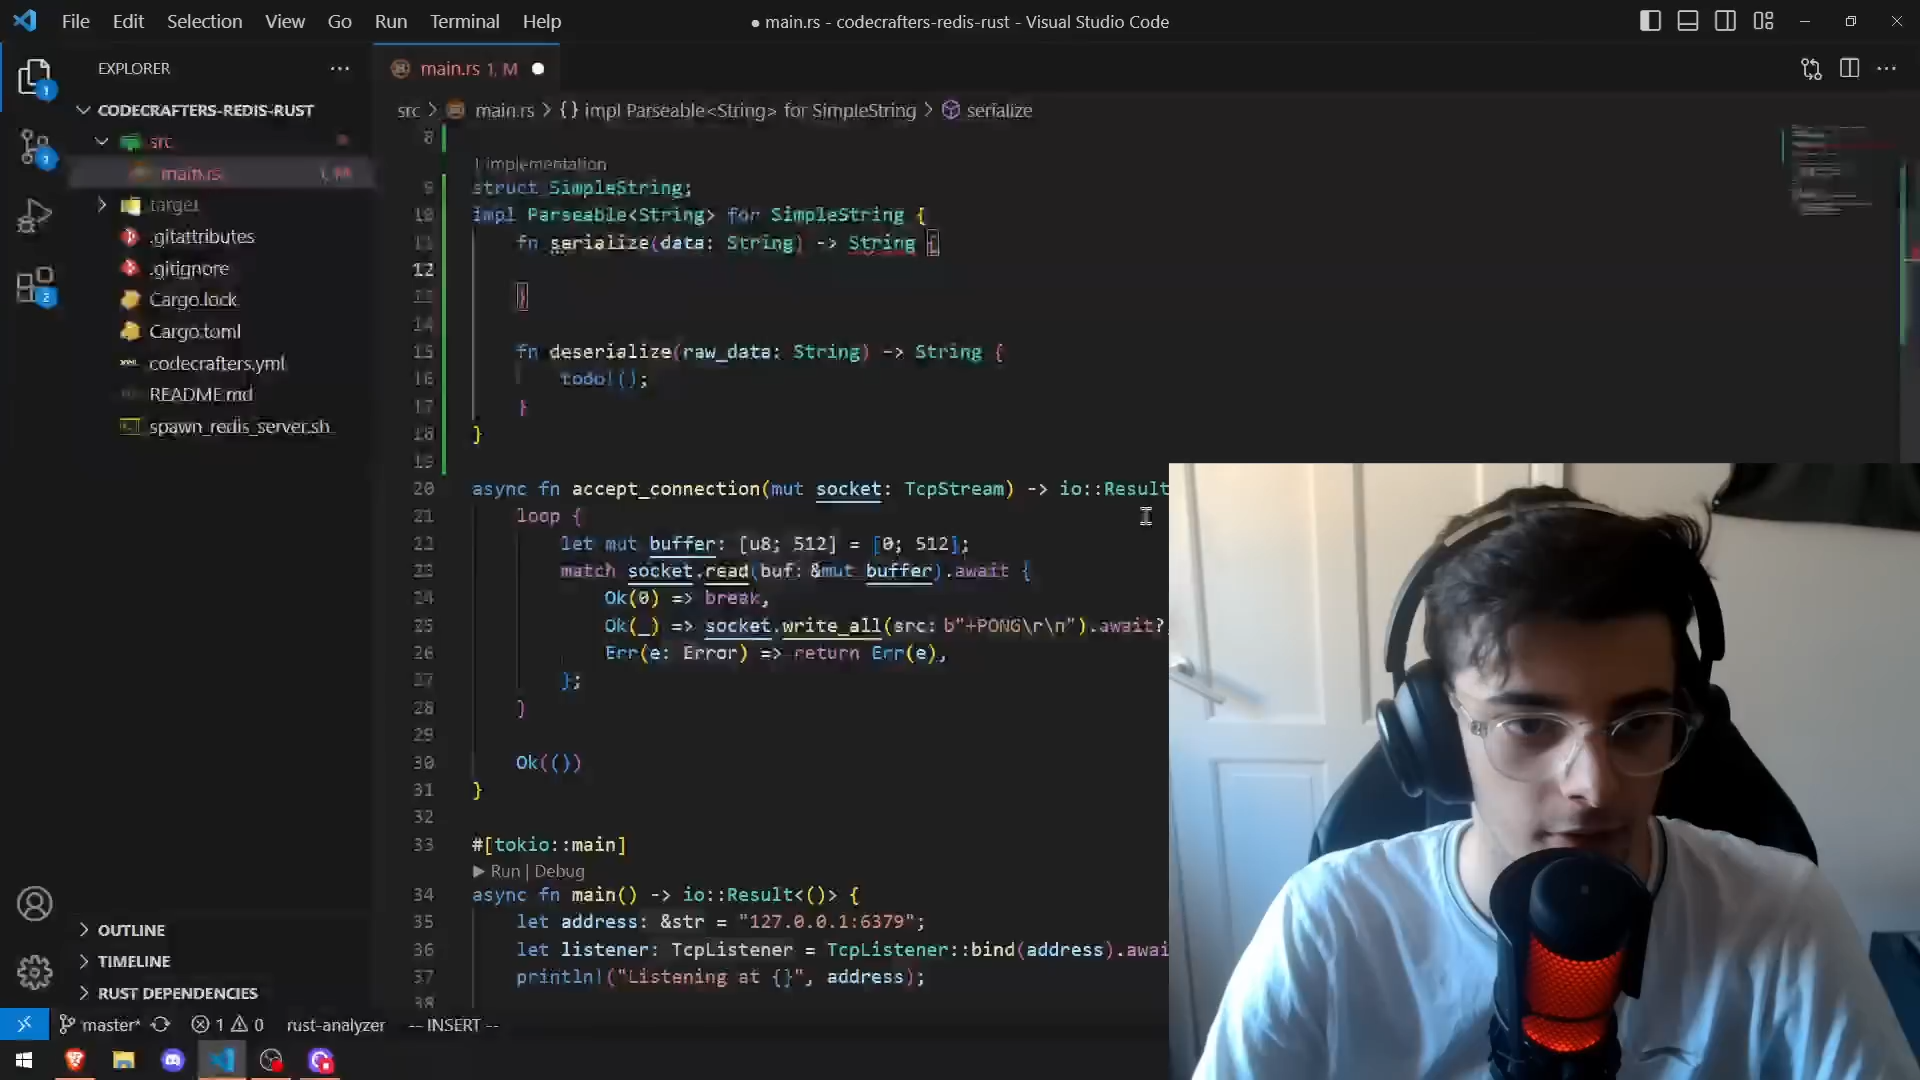 File Edit Selection View Go Run Terminal Help
● main.rs - codecrafters-redis-rust - Visual Studio Code
EXPLORER
main.rs 1, M
CODECRAFTERS-REDIS-RUST
src
main.rs 1, M
target
.gitattributes
.gitignore
Cargo.lock
Cargo.toml
codecrafters.yml
README.md
spawn_redis_server.sh
OUTLINE
TIMELINE
RUST DEPENDENCIES
src > main.rs > {} impl Parseable<String> for SimpleString > serialize
8
1 implementation
9 struct SimpleString;
10 impl Parseable<String> for SimpleString {
11 fn serialize(data: String) -> String {
12
13 }
14
15 fn deserialize(raw_data: String) -> String {
16 todo!();
17 }
18 }
19
20 async fn accept_connection(mut socket: TcpStream) -> io::Result
21 loop {
22 let mut buffer: [u8; 512] = [0; 512];
23 match socket.read(buf: &mut buffer).await {
24 Ok(0) => break,
25 Ok(_) => socket.write_all(src: b"+PONG\r\n").await?
26 Err(e: Error) => return Err(e),
27 };
28 }
29
30 Ok(())
31 }
32
33 #[tokio::main]
▶ Run | Debug
34 async fn main() -> io::Result<()> {
35 let address: &str = "127.0.0.1:6379";
36 let listener: TcpListener = TcpListener::bind(address).awai
37 println!("Listening at {}", address);
38
master* 1 0 rust-analyzer -- INSERT --